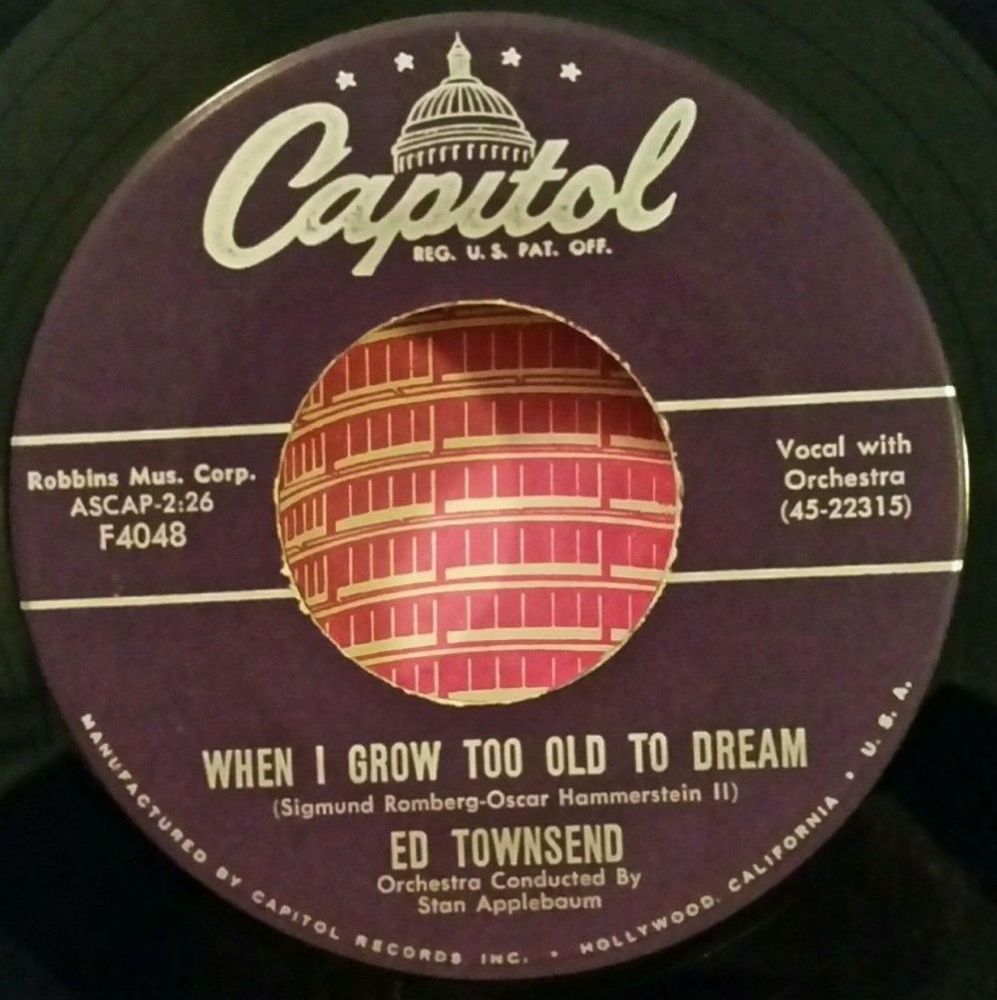 Capitol
REG. U. S. PAT. OFF.
Robbins Mus. Corp.
ASCAP-2:26
F4048
Vocal with
Orchestra
(45-22315)
WHEN I GROW TOO OLD TO DREAM
(Sigmund Romberg-Oscar Hammerstein II)
ED TOWNSEND
Orchestra Conducted By
Stan Applebaum
MANUFACTURED BY CAPITOL RECORDS INC. • HOLLYWOOD, CALIFORNIA • U. S. A.